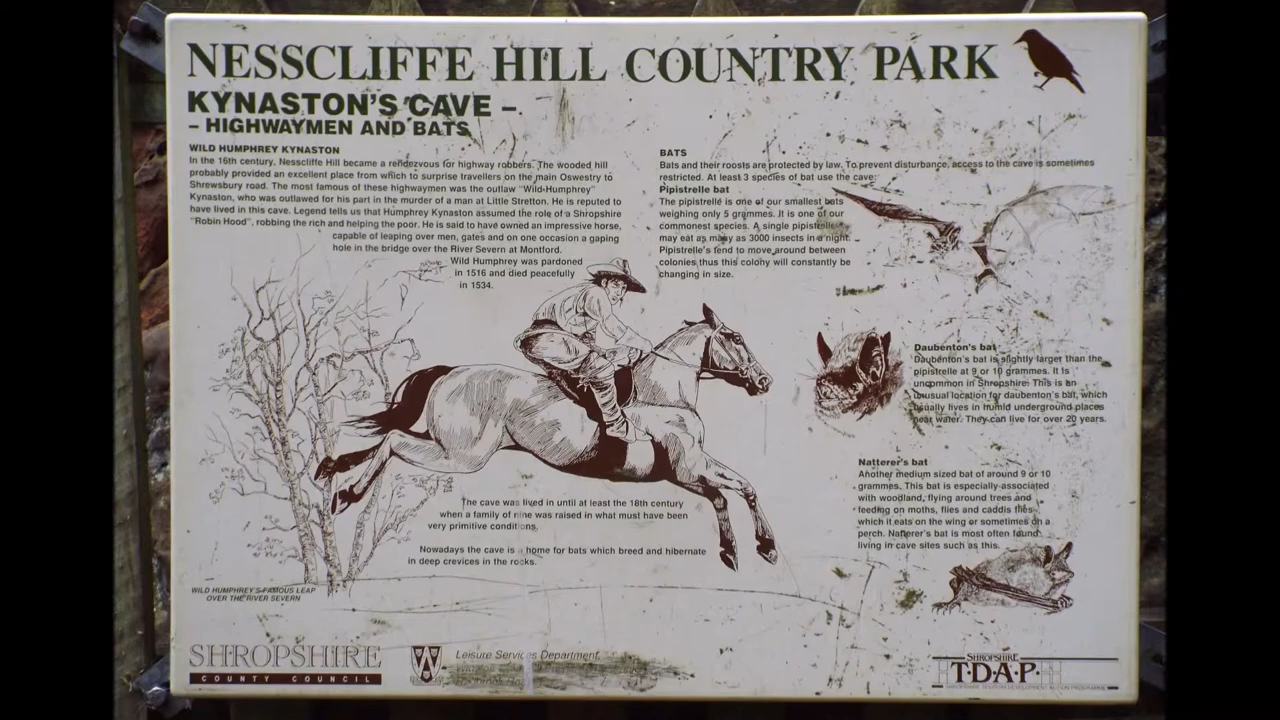 NESSCLIFFE HILL COUNTRY PARK
KYNASTON'S CAVE –
– HIGHWAYMEN AND BATS
WILD HUMPHREY KYNASTON
In the 16th century, Nesscliffe Hill became a rendezvous for highway robbers. The wooded hill
probably provided an excellent place from which to surprise travellers on the main Oswestry to
Shrewsbury road. The most famous of these highwaymen was the outlaw "Wild-Humphrey"
Kynaston, who was outlawed for his part in the murder of a man at Little Stretton. He is reputed to
have lived in this cave. Legend tells us that Humphrey Kynaston assumed the role of a Shropshire
"Robin Hood", robbing the rich and helping the poor. He is said to have owned an impressive horse,
capable of leaping over men, gates and on one occasion a gaping
hole in the bridge over the River Severn at Montford.
Wild Humphrey was pardoned
in 1516 and died peacefully
in 1534.
The cave was lived in until at least the 18th century
when a family of nine was raised in what must have been
very primitive conditions.
Nowadays the cave is a home for bats which breed and hibernate
in deep crevices in the rocks.
WILD HUMPHREY'S FAMOUS LEAP
OVER THE RIVER SEVERN
BATS
Bats and their roosts are protected by law. To prevent disturbance, access to the cave is sometimes
restricted. At least 3 species of bat use the cave:
Pipistrelle bat
The pipistrelle is one of our smallest bats
weighing only 5 grammes. It is one of our
commonest species. A single pipistrelle
may eat as many as 3000 insects in a night.
Pipistrelle's tend to move around between
colonies thus this colony will constantly be
changing in size.
Daubenton's bat
Daubenton's bat is slightly larger than the
pipistrelle at 9 or 10 grammes. It is
uncommon in Shropshire. This is an
unusual location for daubenton's bat, which
usually lives in humid underground places
near water. They can live for over 20 years.
Natterer's bat
Another medium sized bat of around 9 or 10
grammes. This bat is especially associated
with woodland, flying around trees and
feeding on moths, flies and caddis flies
which it eats on the wing or sometimes on a
perch. Natterer's bat is most often found
living in cave sites such as this.
SHROPSHIRE
COUNTY COUNCIL
Leisure Services Department,
SHROPSHIRE
T·D·A·P·